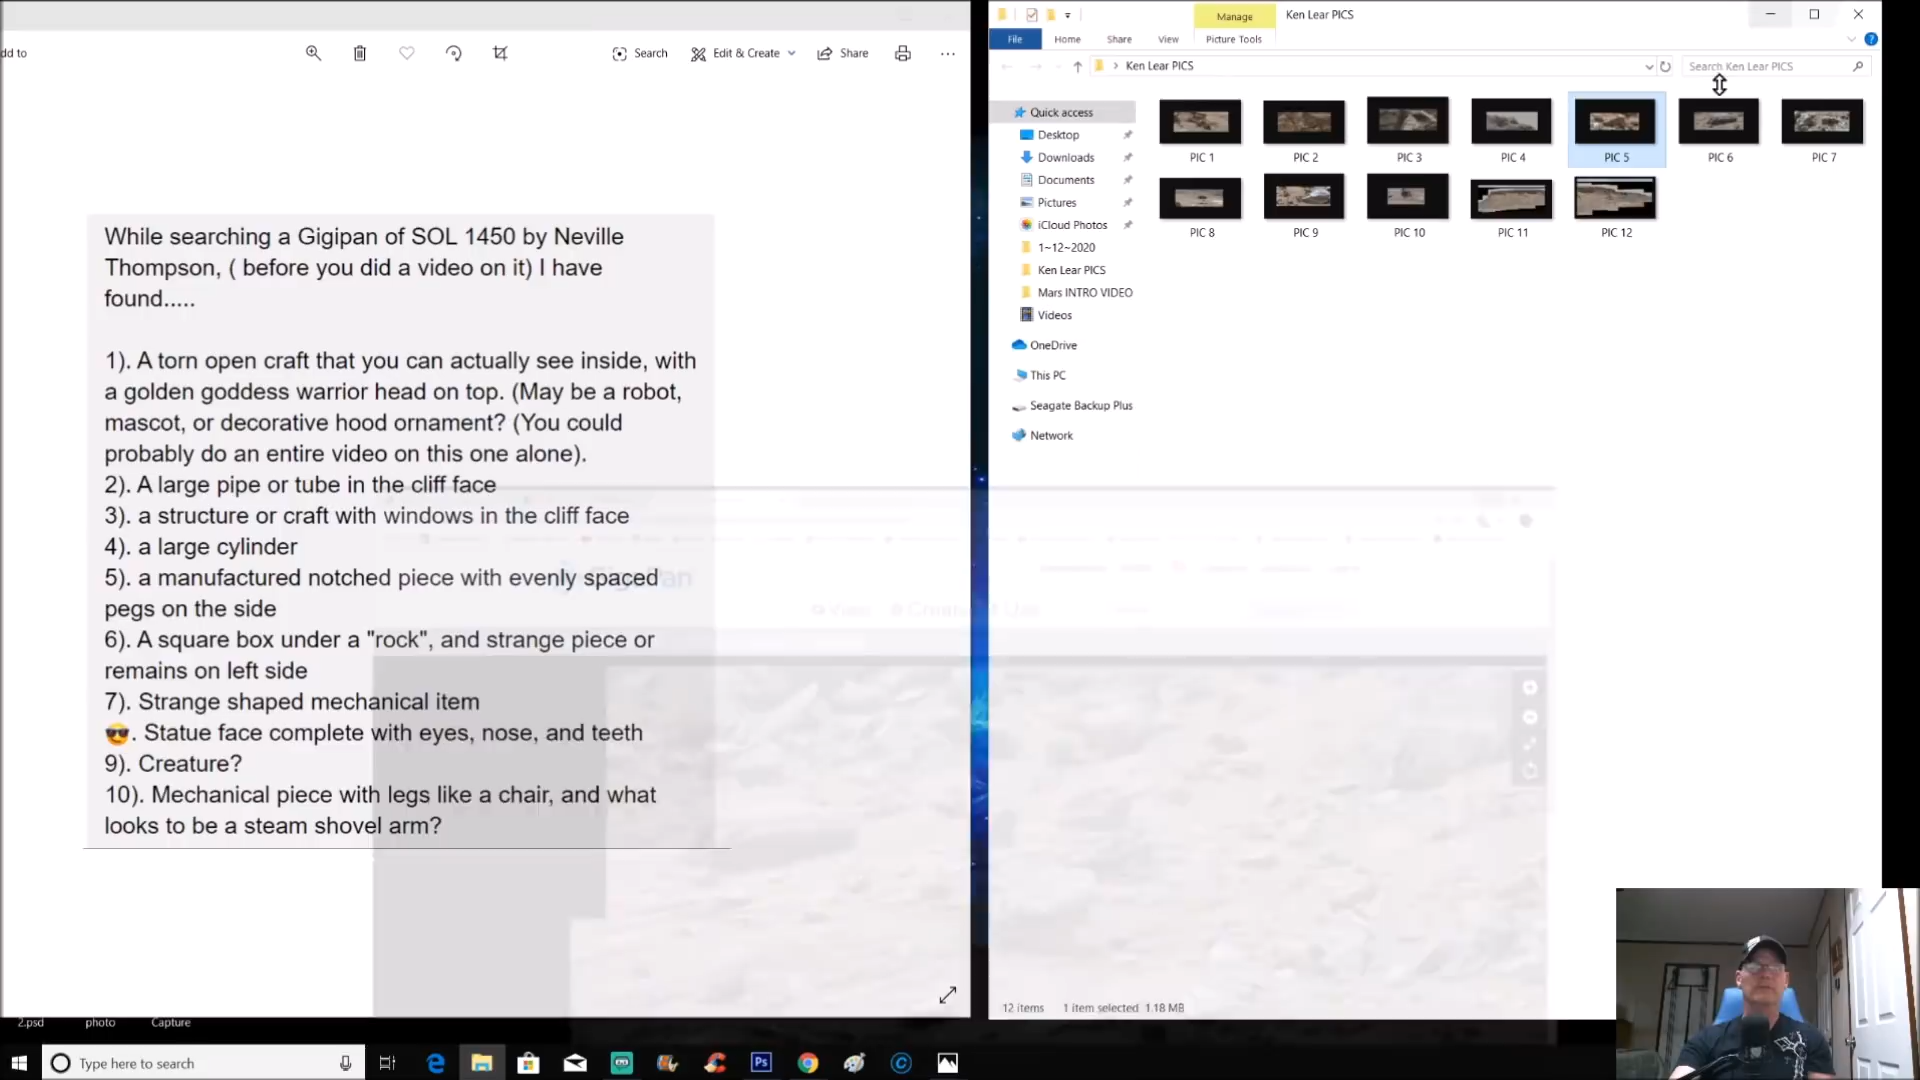 dd to
Search
Edit & Create
Share
While searching a Gigipan of SOL 1450 by Neville
Thompson, ( before you did a video on it) I have
found.....
1). A torn open craft that you can actually see inside, with
a golden goddess warrior head on top. (May be a robot,
mascot, or decorative hood ornament? (You could
probably do an entire video on this one alone).
2). A large pipe or tube in the cliff face
3). a structure or craft with windows in the cliff face
4). a large cylinder
5). a manufactured notched piece with evenly spaced
pegs on the side
6). A square box under a "rock", and strange piece or
remains on left side
7). Strange shaped mechanical item
😎. Statue face complete with eyes, nose, and teeth
9). Creature?
10). Mechanical piece with legs like a chair, and what
looks to be a steam shovel arm?
Manage
Ken Lear PICS
File
Home
Share
View
Picture Tools
Ken Lear PICS
Search Ken Lear PICS
Quick access
Desktop
Downloads
Documents
Pictures
iCloud Photos
1~12~2020
Ken Lear PICS
Mars INTRO VIDEO
Videos
OneDrive
This PC
Seagate Backup Plus
Network
PIC 1
PIC 2
PIC 3
PIC 4
PIC 5
PIC 6
PIC 7
PIC 8
PIC 9
PIC 10
PIC 11
PIC 12
GigaPan
View
12 items
1 item selected 1.18 MB
2.psd
photo
Capture
Type here to search
Ps